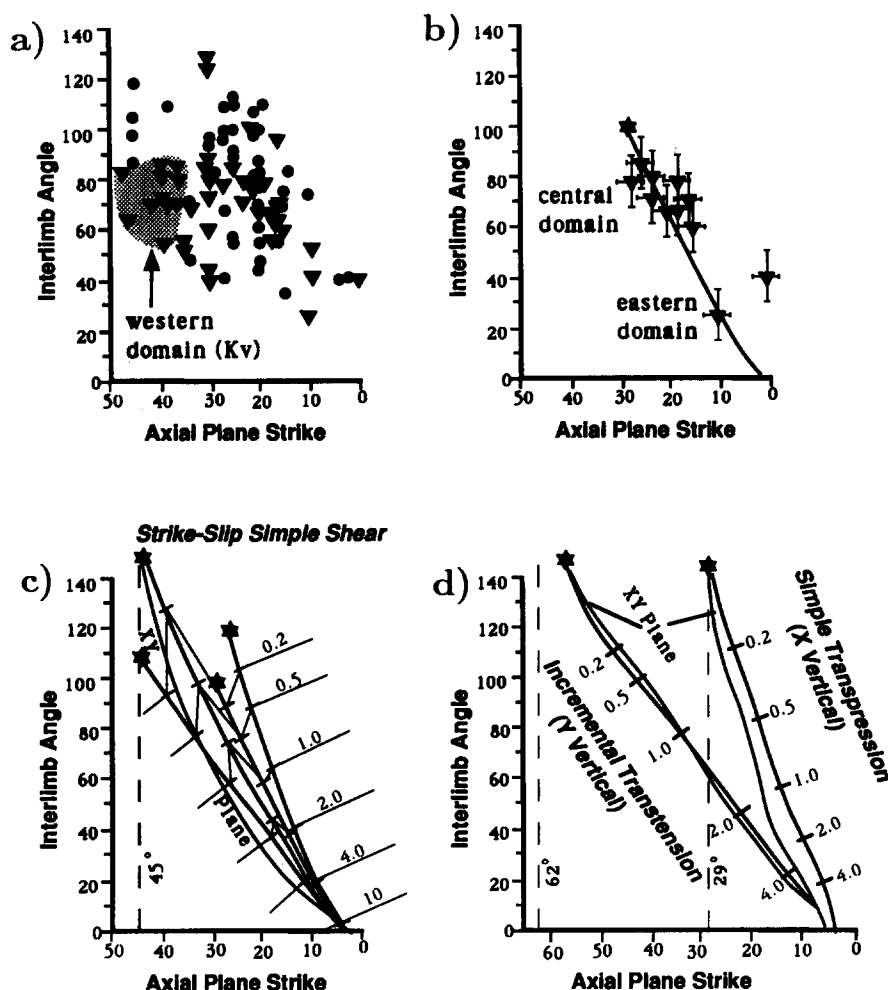 a)
140
120
100
80
60
40
20
0
Interlimb Angle
western
domain (Kv)
50 40 30 20 10 0
Axial Plane Strike
b)
140
120
100
80
60
40
20
0
Interlimb Angle
central
domain
eastern
domain
50 40 30 20 10 0
Axial Plane Strike
Strike-Slip Simple Shear
c)
140
120
100
80
60
40
20
0
Interlimb Angle
XY
Plane
45°
0.2
0.5
1.0
2.0
4.0
10
50 40 30 20 10 0
Axial Plane Strike
d)
140
120
100
80
60
40
20
0
Interlimb Angle
XY Plane
Simple Transpression
(X Vertical)
Incremental Transtension
(Y Vertical)
0.2
0.5
1.0
2.0
4.0
0.2
0.5
1.0
2.0
4.0
62°
29°
60 50 40 30 20 10 0
Axial Plane Strike